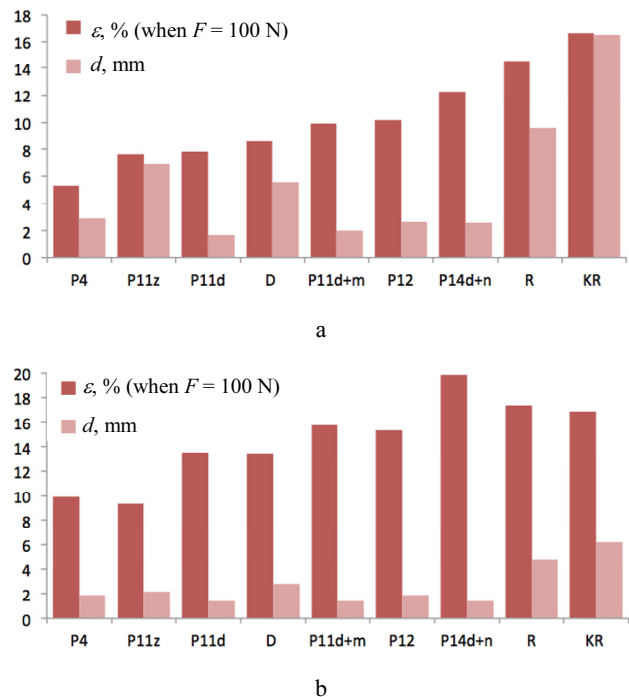 18
16
14
12
10
8
6
4
2
0
ε, % (when F = 100 N)
d, mm
P4 P11z P11d D P11d+m P12 P14d+n R KR
a
20
18
16
14
12
10
8
6
4
2
0
ε, % (when F = 100 N)
d, mm
P4 P11z P11d D P11d+m P12 P14d+n R KR
b